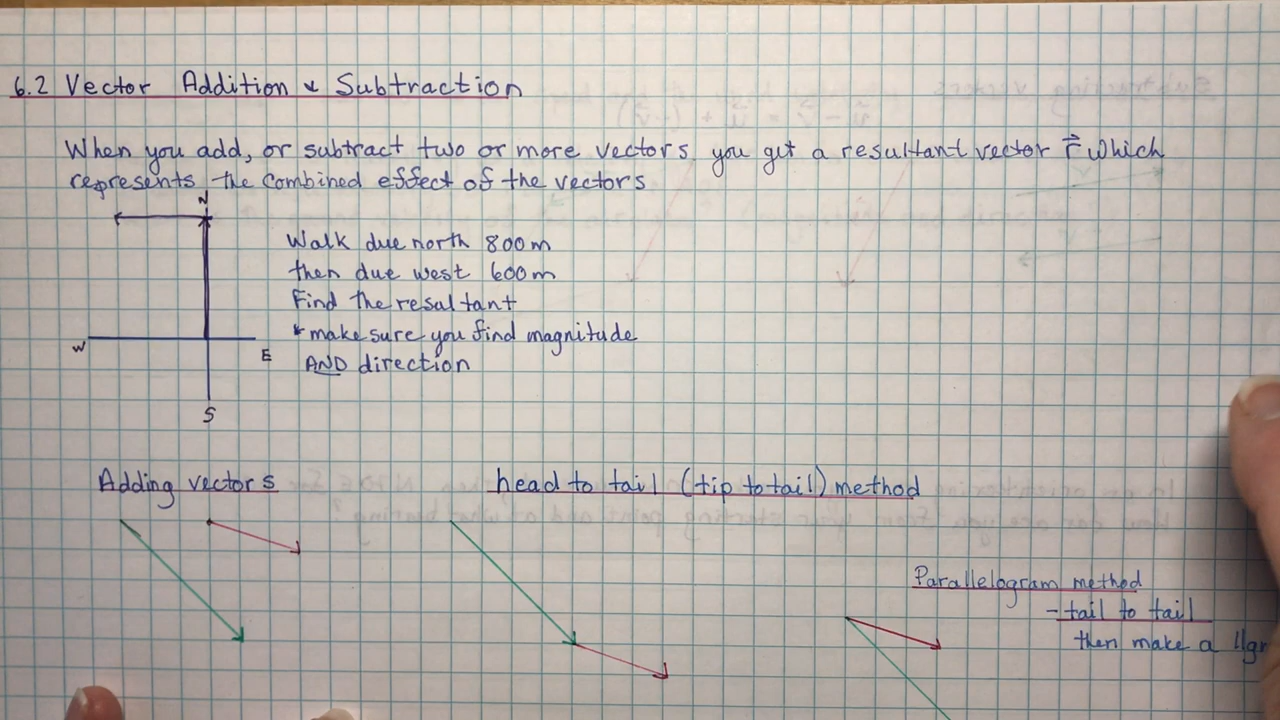 6.2 Vector Addition & Subtraction
When you add, or subtract two or more vectors you get a resultant vector r⃗ which
represents the combined effect of the vectors
N
Walk due north 800m
then due west 600m
Find the resultant
* make sure you find magnitude
W
E
AND direction
S
Adding vectors
head to tail (tip to tail) method
Parallelogram method
- tail to tail
then make a ||gr